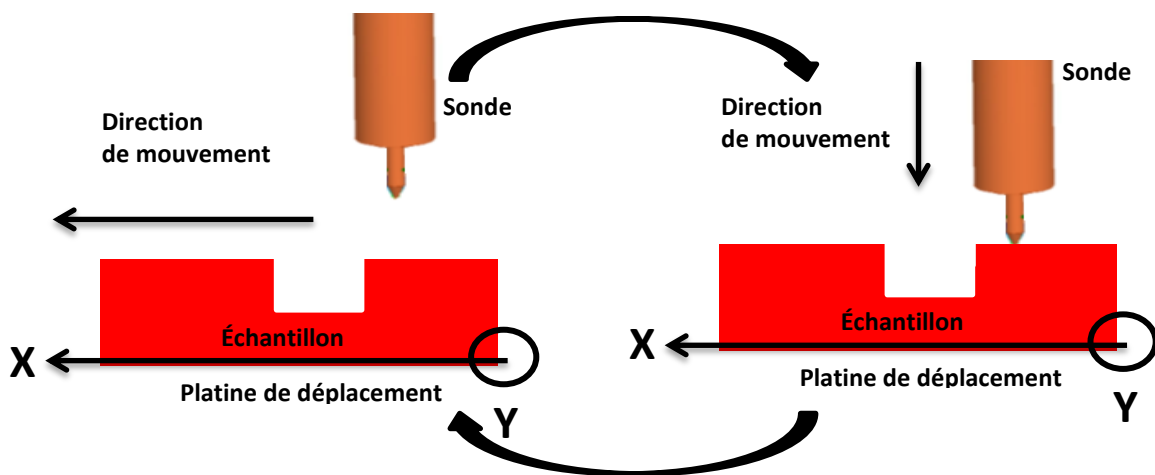 Sonde
Direction
de mouvement
Échantillon
X
Platine de déplacement
Y
Sonde
Direction
de mouvement
Échantillon
X
Platine de déplacement
Y